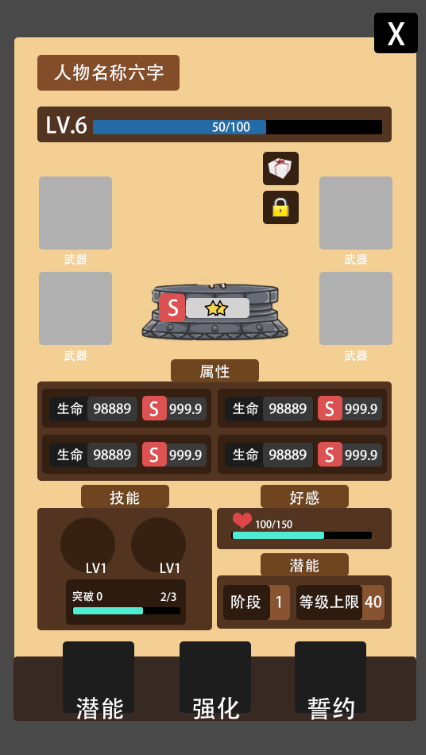 X
人物名称六字
LV.6 50/100
武器 武器
武器 武器
S
属性
生命 98889 S 999.9 生命 98889 S 999.9
生命 98889 S 999.9 生命 98889 S 999.9
技能 好感
100/150
LV1 LV1
潜能
突破0 2/3
阶段 1 等级上限 40
潜能 强化 誓约